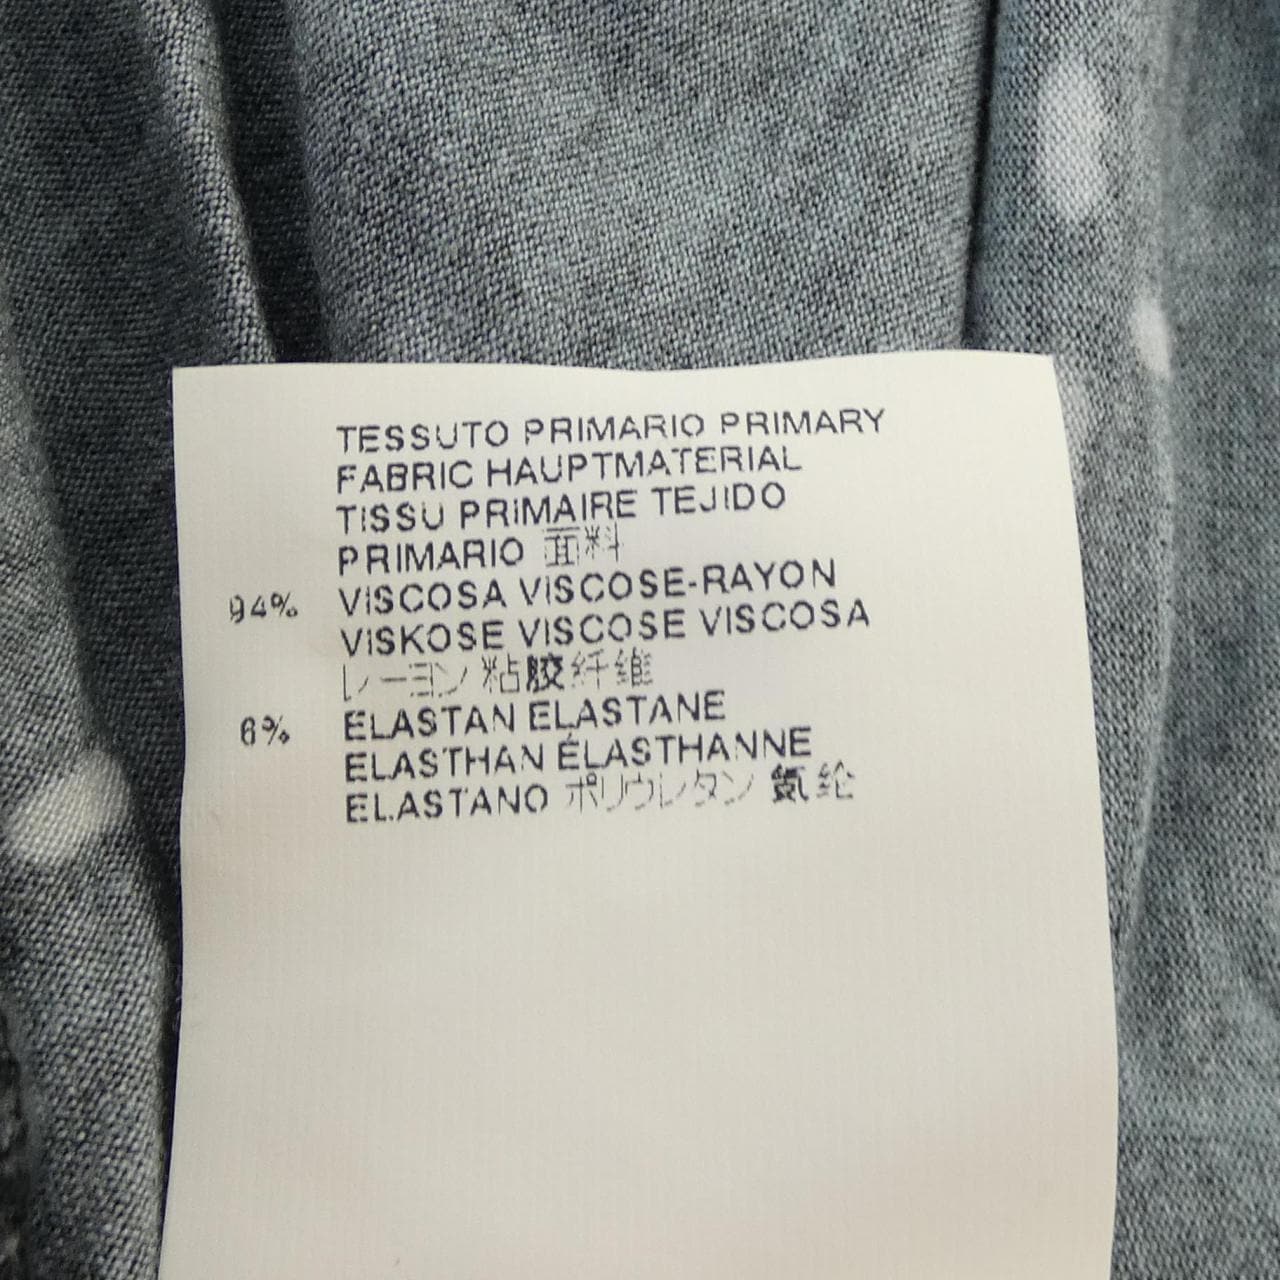 TESSUTO PRIMARIO PRIMARY
FABRIC HAUPTMATERIAL
TISSU PRIMAIRE TEJIDO
PRIMARIO 面料
94% VISCOSA VISCOSE-RAYON
VISKOSE VISCOSE VISCOSA
レーヨン 粘胶纤维
6% ELASTAN ELASTANE
ELASTHAN ÉLASTHANNE
ELASTANO ポリウレタン 氨纶